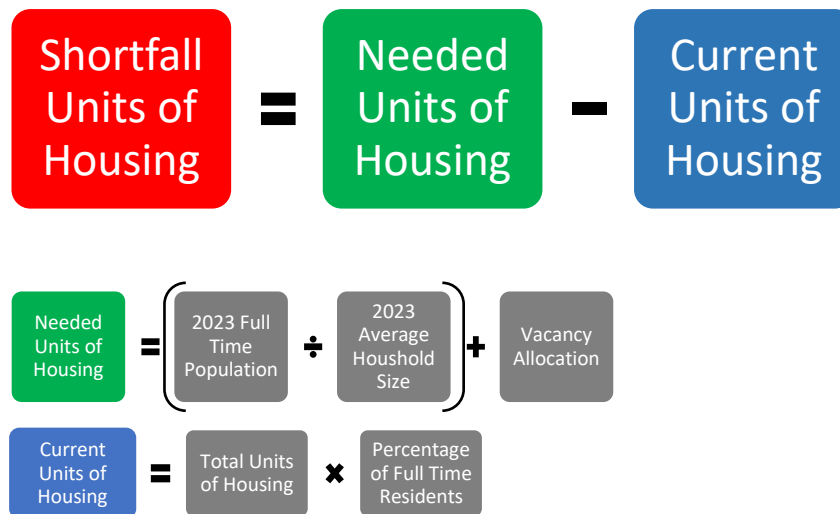 Shortfall
Units of
Housing
=
Needed
Units of
Housing
-
Current
Units of
Housing
Needed
Units of
Housing
=
(
2023 Full
Time
Population
÷
2023
Average
Houshold
Size
)
+
Vacancy
Allocation
Current
Units of
Housing
=
Total Units
of Housing
×
Percentage
of Full Time
Residents